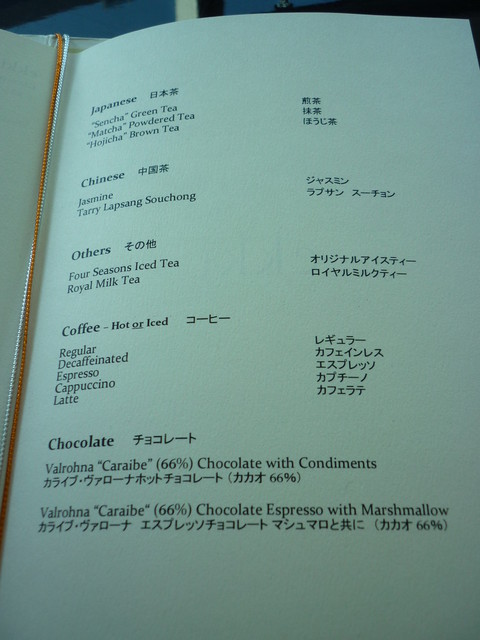 Japanese 日本茶
"Sencha" Green Tea 煎茶
"Matcha" Powdered Tea 抹茶
"Hojicha" Brown Tea ほうじ茶
Chinese 中国茶
Jasmine ジャスミン
Tarry Lapsang Souchong ラプサン スーチョン
Others その他
Four Seasons Iced Tea オリジナルアイスティー
Royal Milk Tea ロイヤルミルクティー
Coffee – Hot or Iced コーヒー
Regular レギュラー
Decaffeinated カフェインレス
Espresso エスプレッソ
Cappuccino カプチーノ
Latte カフェラテ
Chocolate チョコレート
Valrohna "Caraibe" (66%) Chocolate with Condiments
カライブ・ヴァローナホットチョコレート (カカオ 66%)
Valrohna "Caraibe" (66%) Chocolate Espresso with Marshmallow
カライブ・ヴァローナ エスプレッソチョコレート マシュマロと共に (カカオ 66%)